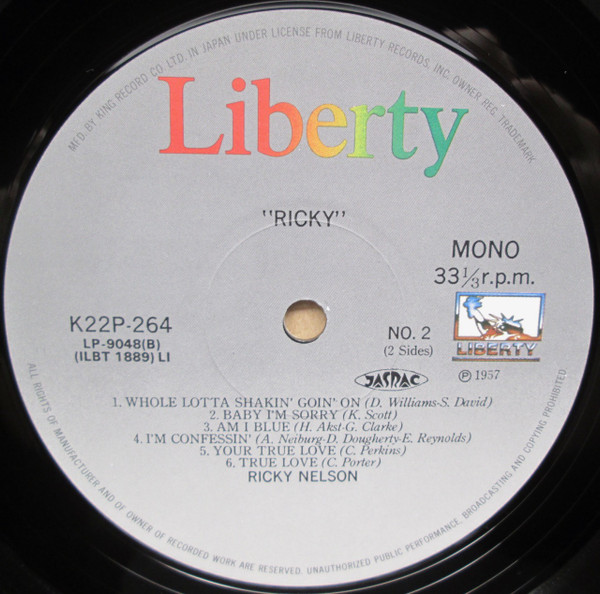 MF'D BY KING RECORD CO. LTD. IN JAPAN UNDER LICENSE FROM LIBERTY RECORDS, INC. OWNER REG. TRADEMARK.
Liberty
"RICKY"
MONO
33 1/3 r.p.m.
K22P-264
LP-9048(B)
(ILBT 1889) LI
NO. 2
(2 Sides)
LIBERTY
JASRAC
Ⓟ 1957
1. WHOLE LOTTA SHAKIN' GOIN' ON (D. Williams-S. David)
2. BABY I'M SORRY (K. Scott)
3. AM I BLUE (H. Akst-G. Clarke)
4. I'M CONFESSIN' (A. Neiburg-D. Dougherty-E. Reynolds)
5. YOUR TRUE LOVE (C. Perkins)
6. TRUE LOVE (C. Porter)
RICKY NELSON
ALL RIGHTS OF MANUFACTURER AND OF OWNER OF RECORDED WORK ARE RESERVED. UNAUTHORIZED PUBLIC PERFORMANCE, BROADCASTING AND COPYING PROHIBITED.